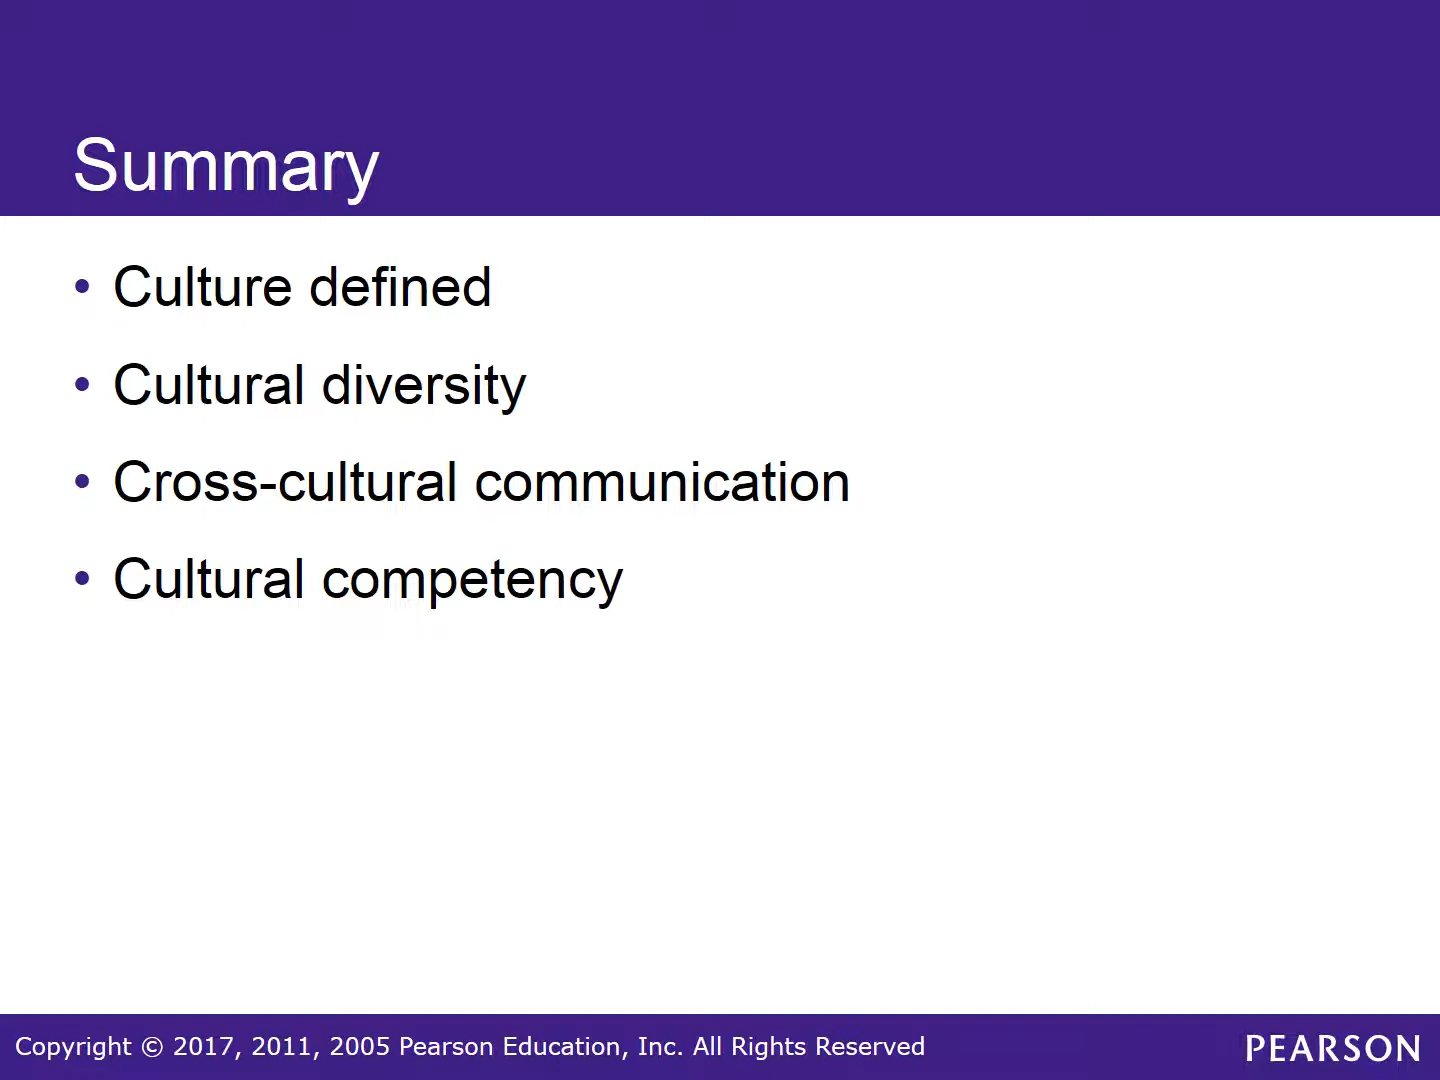 Summary
• Culture defined
• Cultural diversity
• Cross-cultural communication
• Cultural competency
Copyright © 2017, 2011, 2005 Pearson Education, Inc. All Rights Reserved
PEARSON